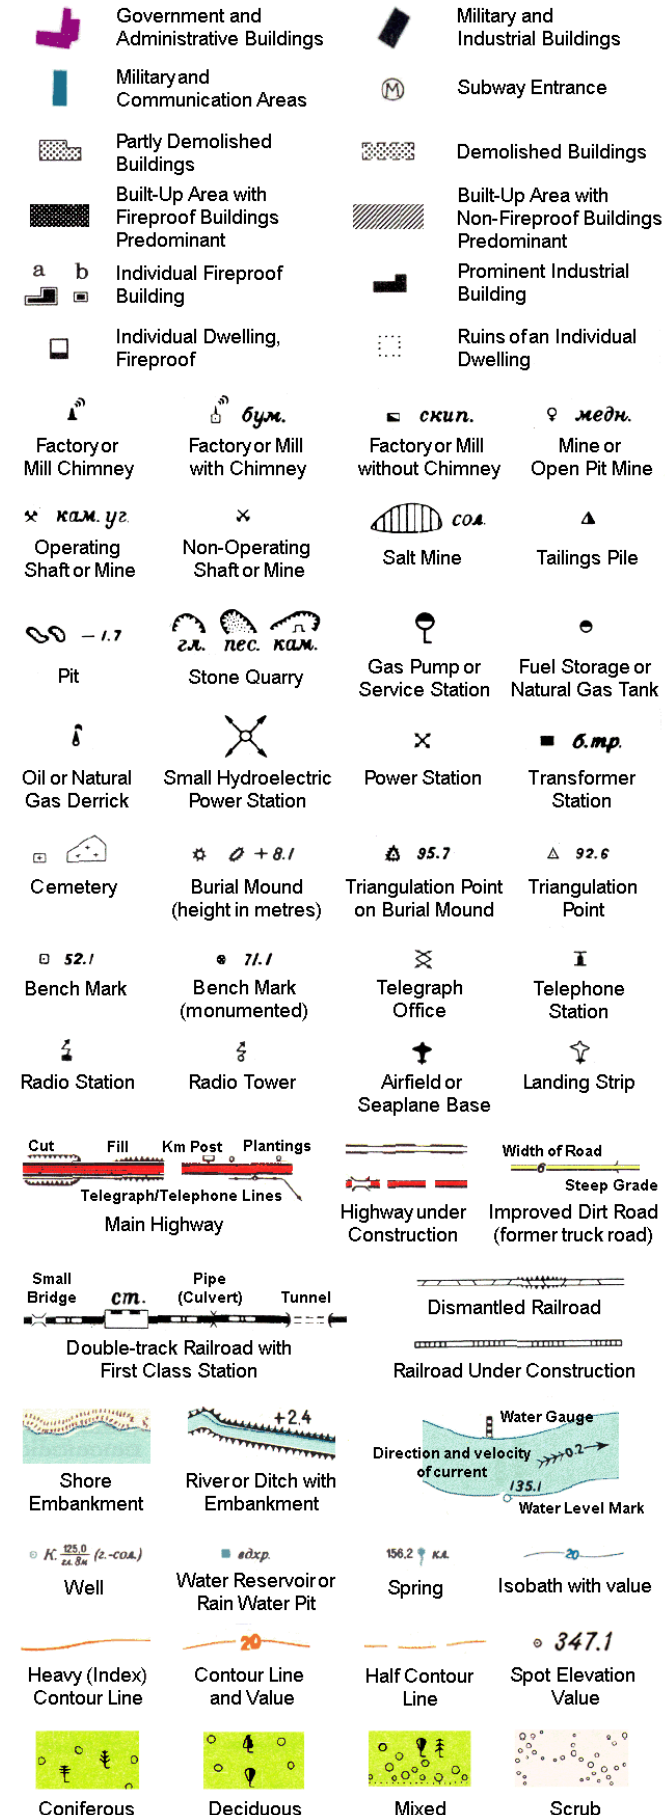 Government and
Administrative Buildings
Military and
Industrial Buildings
Military and
Communication Areas
M
Subway Entrance
Partly Demolished
Buildings
Demolished Buildings
Built-Up Area with
Fireproof Buildings
Predominant
Built-Up Area with
Non-Fireproof Buildings
Predominant
a b
Individual Fireproof
Building
Prominent Industrial
Building
Individual Dwelling,
Fireproof
Ruins of an Individual
Dwelling
бум. скип. медн.
Factory or
Mill Chimney
Factory or Mill
with Chimney
Factory or Mill
without Chimney
Mine or
Open Pit Mine
кам. уг. сол.
Operating
Shaft or Mine
Non-Operating
Shaft or Mine
Salt Mine
Tailings Pile
– 1.7 гл. пес. кам.
Pit
Stone Quarry
Gas Pump or
Service Station
Fuel Storage or
Natural Gas Tank
б.тр.
Oil or Natural
Gas Derrick
Small Hydroelectric
Power Station
Power Station
Transformer
Station
+8.1 95.7 92.6
Cemetery
Burial Mound
(height in metres)
Triangulation Point
on Burial Mound
Triangulation
Point
52.1 71.1
Bench Mark
Bench Mark
(monumented)
Telegraph
Office
Telephone
Station
Radio Station
Radio Tower
Airfield or
Seaplane Base
Landing Strip
Cut Fill Km Post Plantings
Telegraph/Telephone Lines
Main Highway
Highway under
Construction
Width of Road
6
Steep Grade
Improved Dirt Road
(former truck road)
Small
Bridge
ст.
Pipe
(Culvert)
Tunnel
Double-track Railroad with
First Class Station
Dismantled Railroad
Railroad Under Construction
+2.4
Water Gauge
Direction and velocity
of current
0.2
135.1
Water Level Mark
Shore
Embankment
River or Ditch with
Embankment
К. 125,0
гл. 8м (г.-сол.)
вдхр.
156,2 кл.
20
Well
Water Reservoir or
Rain Water Pit
Spring
Isobath with value
20
347.1
Heavy (Index)
Contour Line
Contour Line
and Value
Half Contour
Line
Spot Elevation
Value
Coniferous
Deciduous
Mixed
Scrub